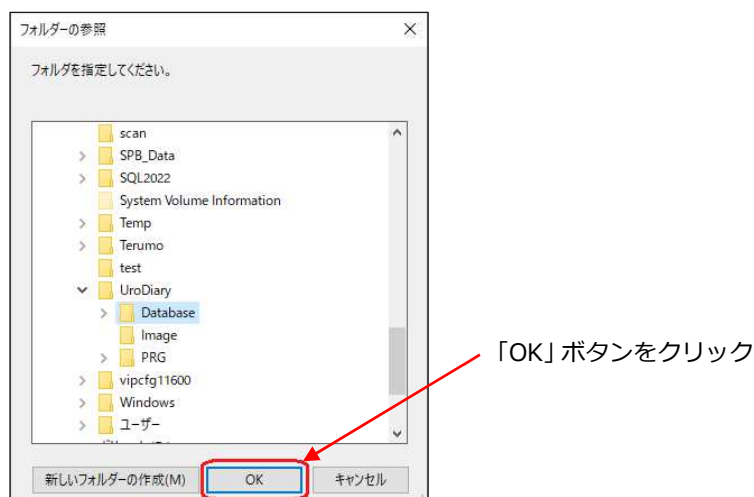 フォルダーの参照
フォルダを指定してください。
scan
SPB_Data
SQL2022
System Volume Information
Temp
Terumo
test
UroDiary
Database
Image
PRG
vipcfg11600
Windows
ユーザー
「OK」ボタンをクリック
新しいフォルダーの作成(M)
OK
キャンセル